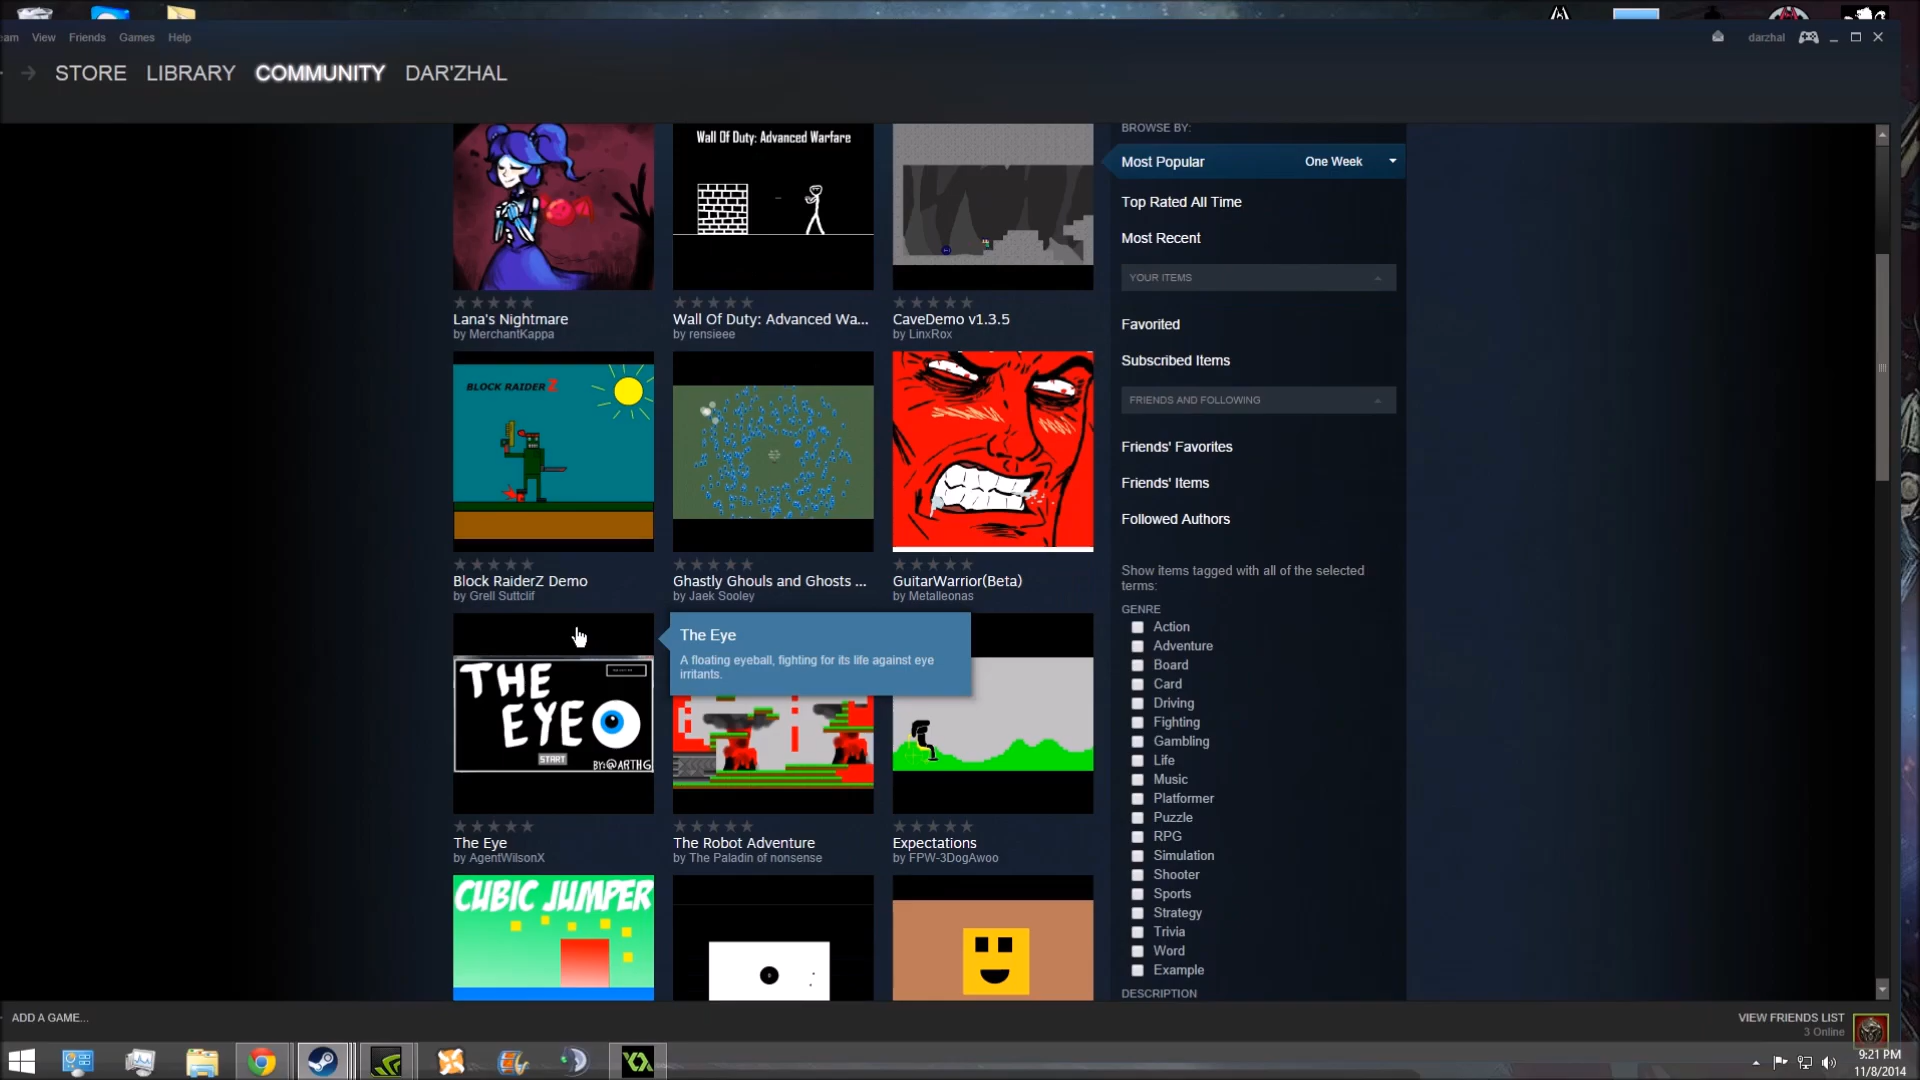 eam View Friends Games Help
darzhal
STORE LIBRARY COMMUNITY DAR'ZHAL
Wall Of Duty: Advanced Warfare
Lana's Nightmare
by MerchantKappa
Wall Of Duty: Advanced Wa...
by rensieee
CaveDemo v1.3.5
by LinxRox
BLOCK RAIDER Z
Block RaiderZ Demo
by Grell Suttclif
Ghastly Ghouls and Ghosts ...
by Jaek Sooley
GuitarWarrior(Beta)
by Metalleonas
The Eye
A floating eyeball, fighting for its life against eye
irritants.
THE
EYE
START
BY:@ARTHG
The Eye
by AgentWilsonX
The Robot Adventure
by The Paladin of nonsense
Expectations
by FPW-3DogAwoo
CUBIC JUMPER
BROWSE BY:
Most Popular One Week
Top Rated All Time
Most Recent
YOUR ITEMS
Favorited
Subscribed Items
FRIENDS AND FOLLOWING
Friends' Favorites
Friends' Items
Followed Authors
Show items tagged with all of the selected
terms:
GENRE
Action
Adventure
Board
Card
Driving
Fighting
Gambling
Life
Music
Platformer
Puzzle
RPG
Simulation
Shooter
Sports
Strategy
Trivia
Word
Example
DESCRIPTION
ADD A GAME...
VIEW FRIENDS LIST
3 Online
9:21 PM
11/8/2014